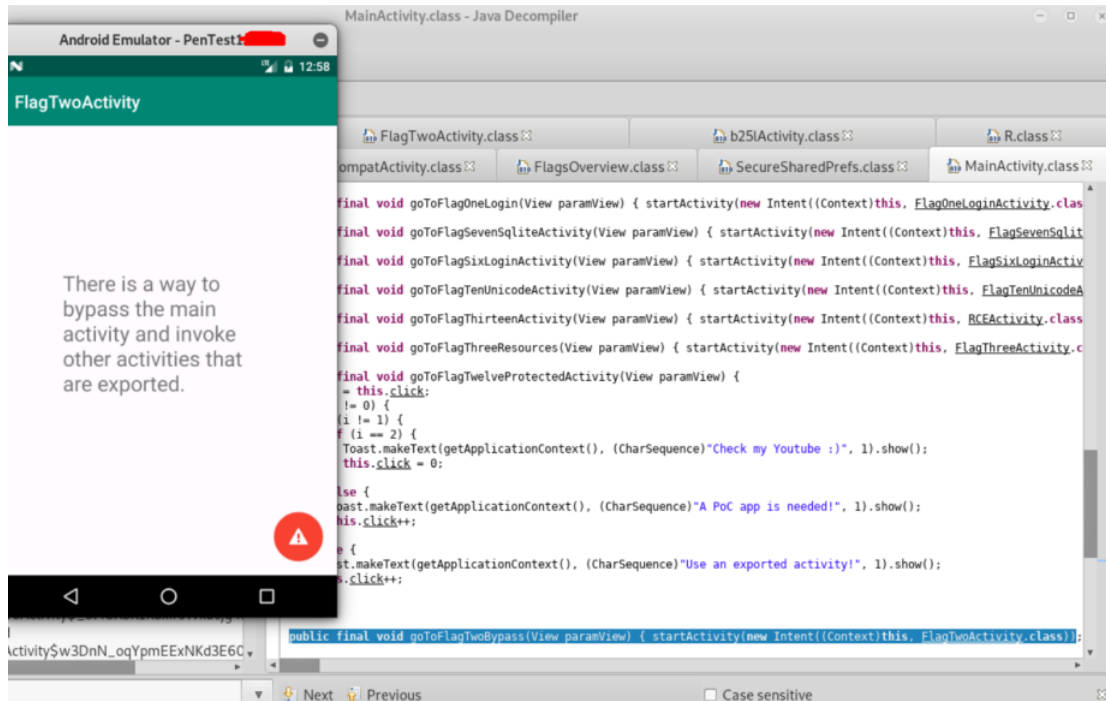 MainActivity.class - Java Decompiler
Android Emulator - PenTest1
LTE 12:58
FlagTwoActivity
There is a way to
bypass the main
activity and invoke
other activities that
are exported.
FlagTwoActivity.class
b25lActivity.class
R.class
ompatActivity.class
FlagsOverview.class
SecureSharedPrefs.class
MainActivity.class
final void goToFlagOneLogin(View paramView) { startActivity(new Intent((Context)this, FlagOneLoginActivity.clas
final void goToFlagSevenSqliteActivity(View paramView) { startActivity(new Intent((Context)this, FlagSevenSqlit
final void goToFlagSixLoginActivity(View paramView) { startActivity(new Intent((Context)this, FlagSixLoginActiv
final void goToFlagTenUnicodeActivity(View paramView) { startActivity(new Intent((Context)this, FlagTenUnicodeA
final void goToFlagThirteenActivity(View paramView) { startActivity(new Intent((Context)this, RCEActivity.class
final void goToFlagThreeResources(View paramView) { startActivity(new Intent((Context)this, FlagThreeActivity.c
final void goToFlagTwelveProtectedActivity(View paramView) {
= this.click;
!= 0) {
(i != 1) {
f (i == 2) {
Toast.makeText(getApplicationContext(), (CharSequence)"Check my Youtube :)", 1).show();
this.click = 0;
lse {
oast.makeText(getApplicationContext(), (CharSequence)"A PoC app is needed!", 1).show();
his.click++;
e {
st.makeText(getApplicationContext(), (CharSequence)"Use an exported activity!", 1).show();
s.click++;
public final void goToFlagTwoBypass(View paramView) { startActivity(new Intent((Context)this, FlagTwoActivity.class));
ctivity$w3DnN_oqYpmEExNKd3E6C
Next
Previous
Case sensitive